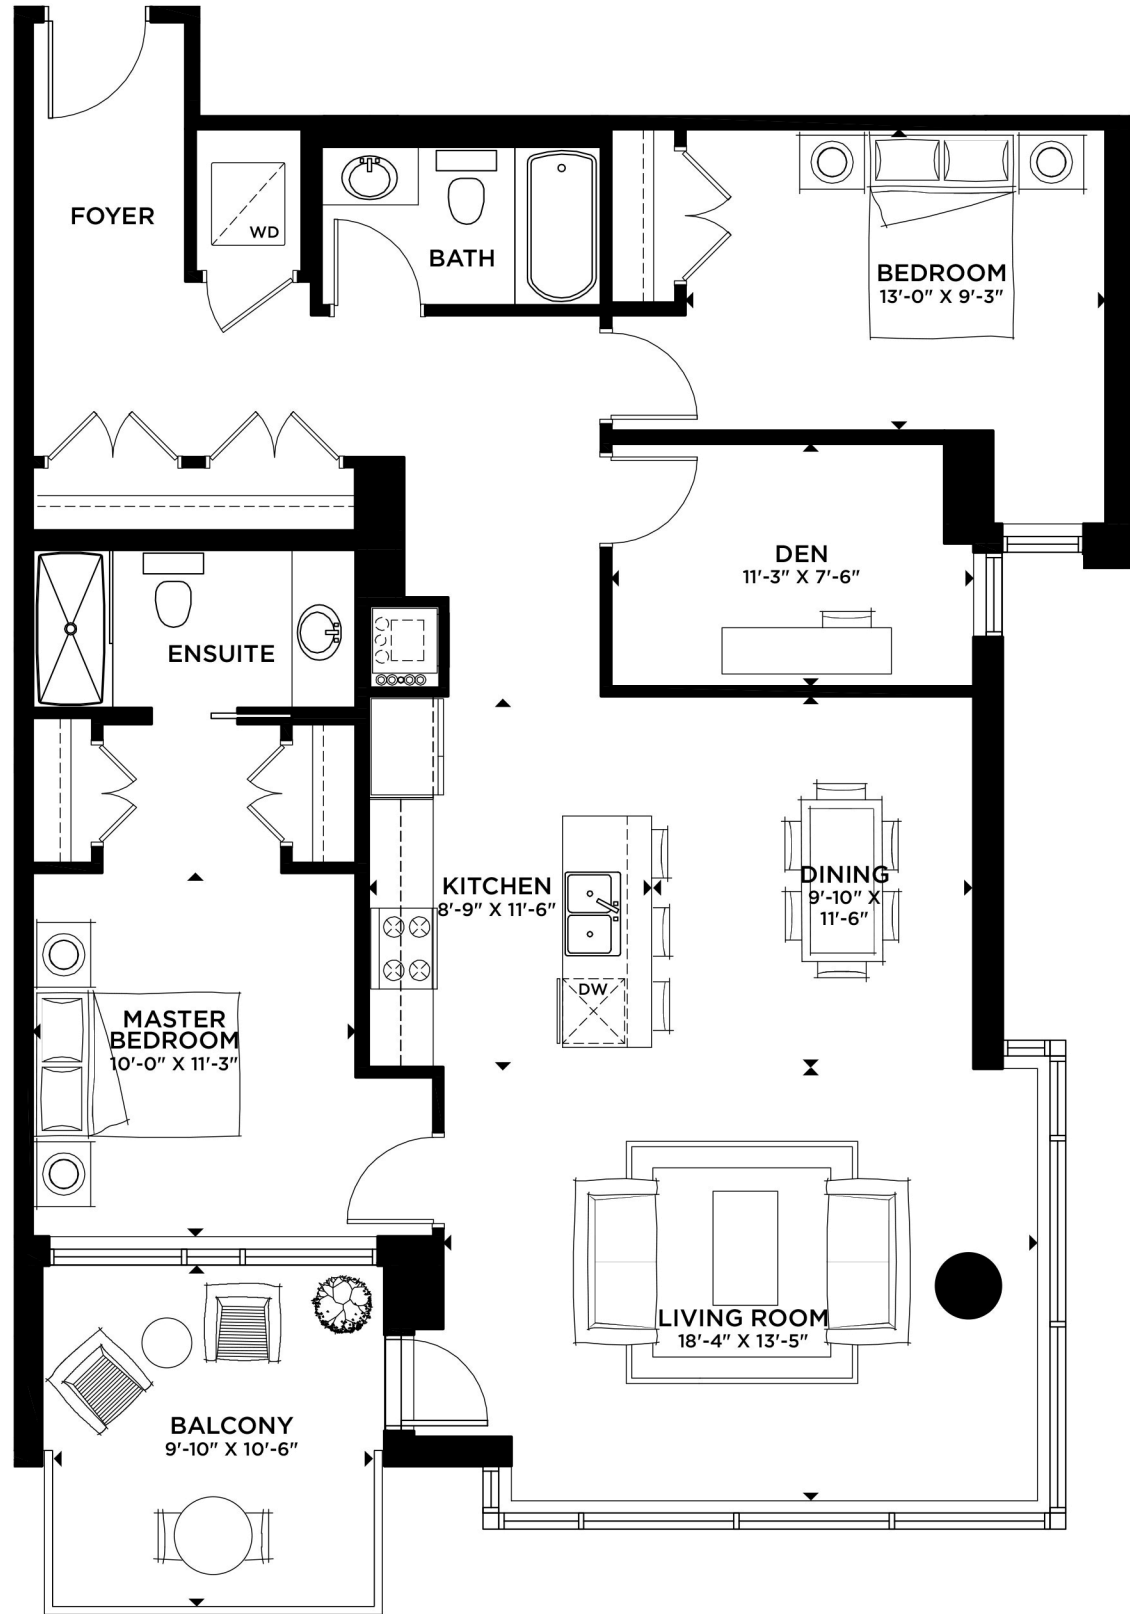 FOYER
WD
BATH
BEDROOM
13'-0" X 9'-3"
DEN
11'-3" X 7'-6"
ENSUITE
KITCHEN
8'-9" X 11'-6"
DINING
9'-10" X
11'-6"
DW
MASTER
BEDROOM
10'-0" X 11'-3"
LIVING ROOM
18'-4" X 13'-5"
BALCONY
9'-10" X 10'-6"